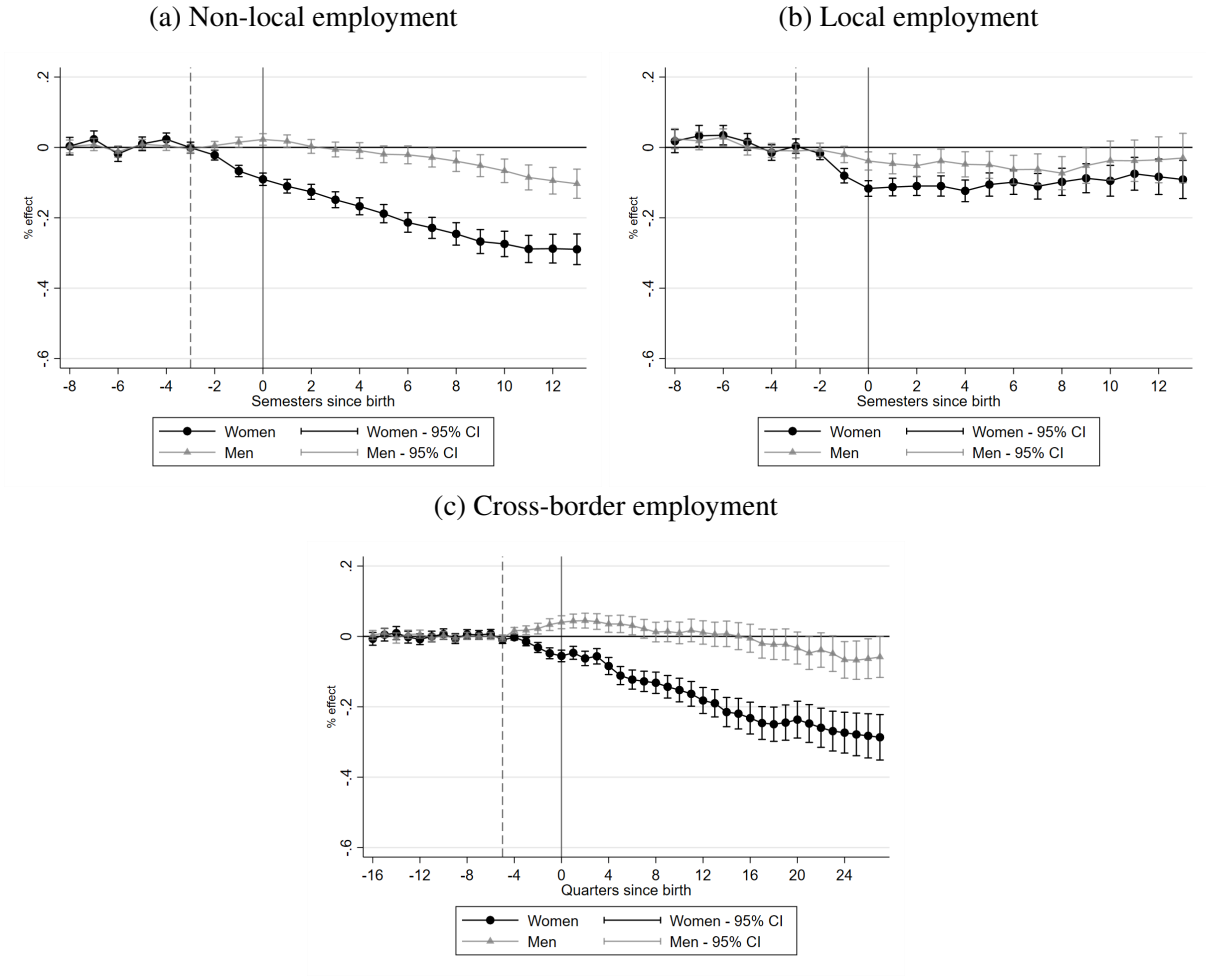 (a) Non-local employment
.2
0
-.2
-.4
-.6
% effect
-8 -6 -4 -2 0 2 4 6 8 10 12
Semesters since birth
Women Women - 95% CI
Men Men - 95% CI
(b) Local employment
.2
0
-.2
-.4
-.6
% effect
-8 -6 -4 -2 0 2 4 6 8 10 12
Semesters since birth
Women Women - 95% CI
Men Men - 95% CI
(c) Cross-border employment
.2
0
-.2
-.4
-.6
% effect
-16 -12 -8 -4 0 4 8 12 16 20 24
Quarters since birth
Women Women - 95% CI
Men Men - 95% CI